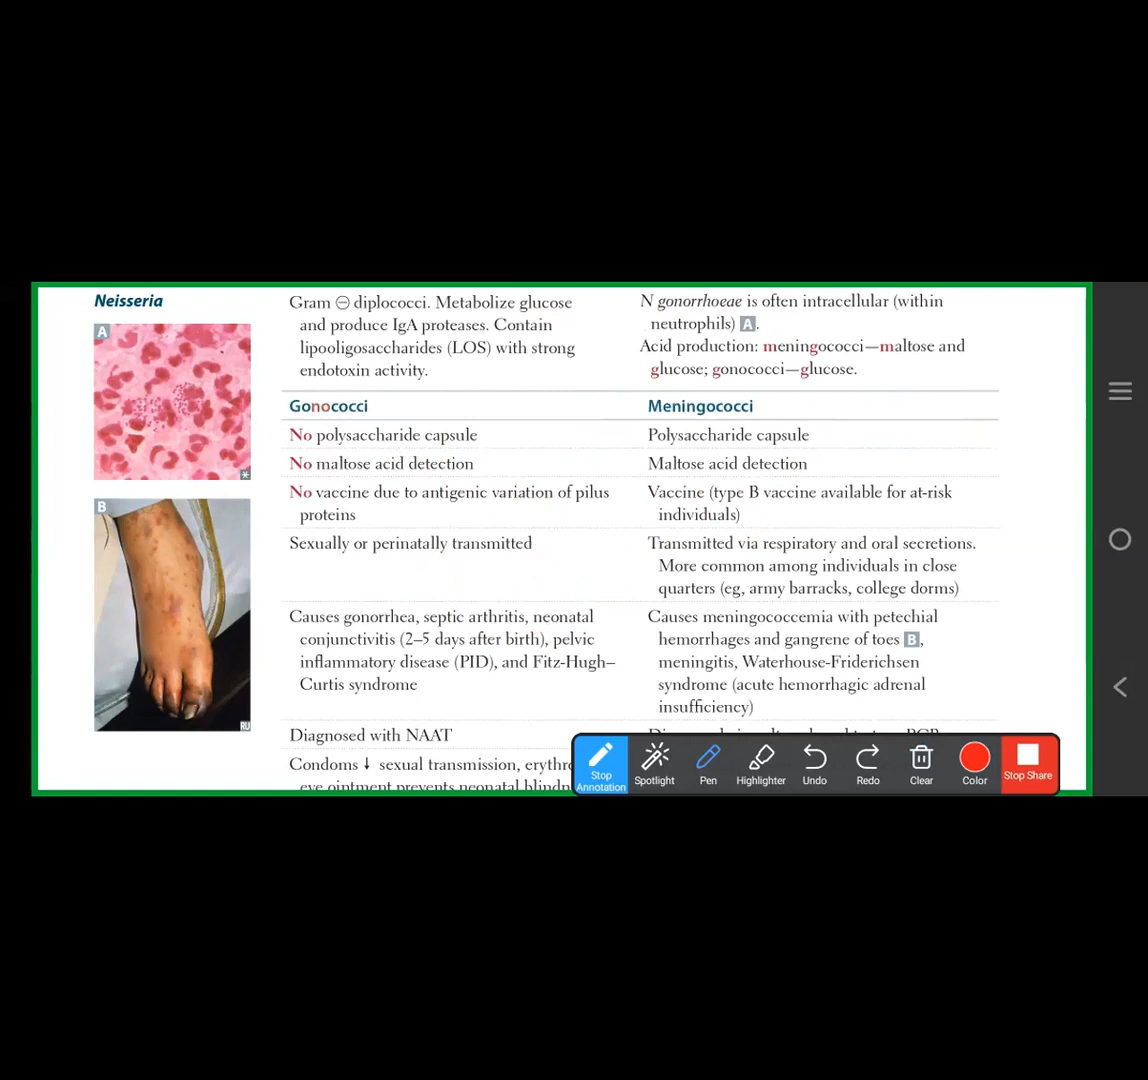 Neisseria
A
*
B
RU
Gram ⊖ diplococci. Metabolize glucose
and produce IgA proteases. Contain
lipooligosaccharides (LOS) with strong
endotoxin activity.
N gonorrhoeae is often intracellular (within
neutrophils) A.
Acid production: meningococci—maltose and
glucose; gonococci—glucose.
Gonococci
Meningococci
No polysaccharide capsule
Polysaccharide capsule
No maltose acid detection
Maltose acid detection
No vaccine due to antigenic variation of pilus
proteins
Vaccine (type B vaccine available for at-risk
individuals)
Sexually or perinatally transmitted
Transmitted via respiratory and oral secretions.
More common among individuals in close
quarters (eg, army barracks, college dorms)
Causes gonorrhea, septic arthritis, neonatal
conjunctivitis (2–5 days after birth), pelvic
inflammatory disease (PID), and Fitz-Hugh–
Curtis syndrome
Causes meningococcemia with petechial
hemorrhages and gangrene of toes B,
meningitis, Waterhouse-Friderichsen
syndrome (acute hemorrhagic adrenal
insufficiency)
Diagnosed with NAAT
PCR
Condoms ↓ sexual transmission,
eye ointment prevents neonatal
Stop
Annotation
Spotlight
Pen
Highlighter
Undo
Redo
Clear
Color
Stop Share